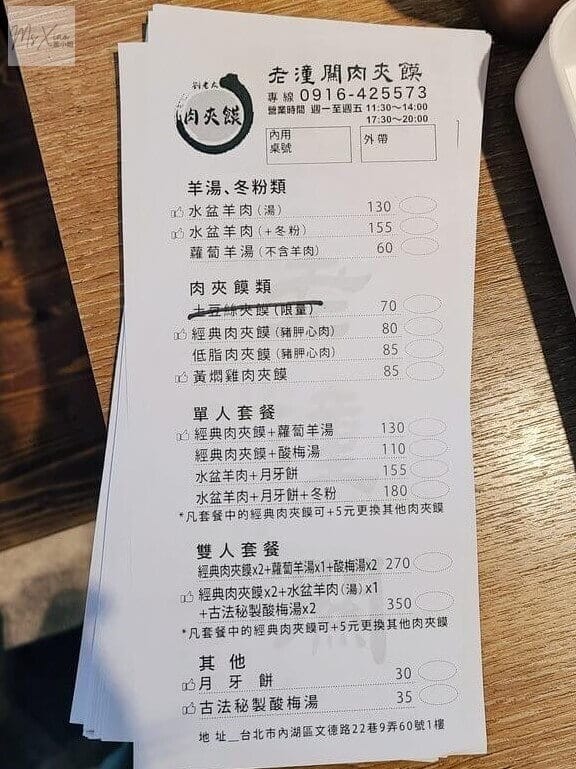 Ms Xiao
劉老大
肉夾饃
老潼關肉夾饃
專線 0916-425573
營業時間 週一至週五 11:30～14:00
17:30～20:00
內用
桌號
外帶
羊湯、冬粉類
水盆羊肉(湯) 130
水盆羊肉(+冬粉) 155
蘿蔔羊湯(不含羊肉) 60
肉夾饃類
土豆絲夾饃(限量) 70
經典肉夾饃(豬胛心肉) 80
低脂肉夾饃(豬胛心肉) 85
黃燜雞肉夾饃 85
單人套餐
經典肉夾饃+蘿蔔羊湯 130
經典肉夾饃+酸梅湯 110
水盆羊肉+月牙餅 155
水盆羊肉+月牙餅+冬粉 180
*凡套餐中的經典肉夾饃可+5元更換其他肉夾饃
雙人套餐
經典肉夾饃x2+蘿蔔羊湯x1+酸梅湯x2 270
經典肉夾饃x2+水盆羊肉(湯)x1
+古法秘製酸梅湯x2 350
*凡套餐中的經典肉夾饃可+5元更換其他肉夾饃
其他
月牙餅 30
古法秘製酸梅湯 35
地址__台北市內湖區文德路22巷9弄60號1樓